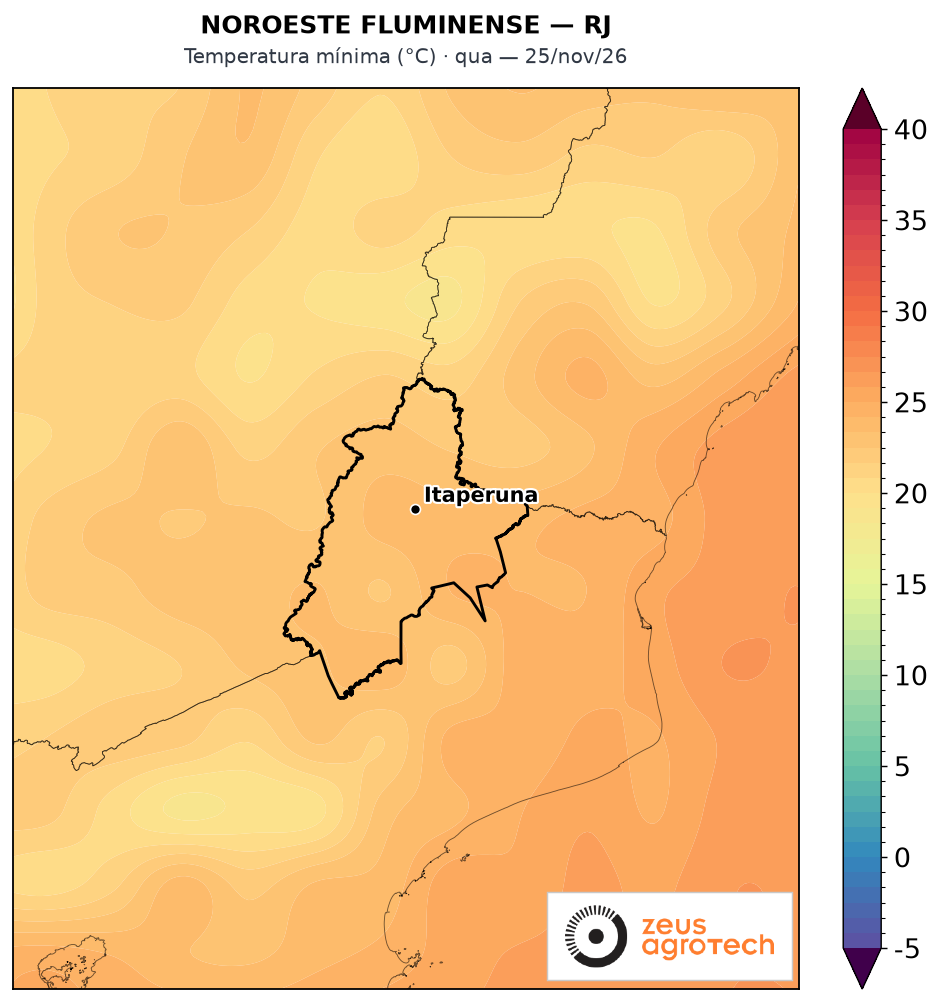 NOROESTE FLUMINENSE — RJ
Temperatura mínima (°C) · qua — 25/nov/26
40
35
30
25
20
15
10
5
0
-5
Itaperuna
zeus
agrotech